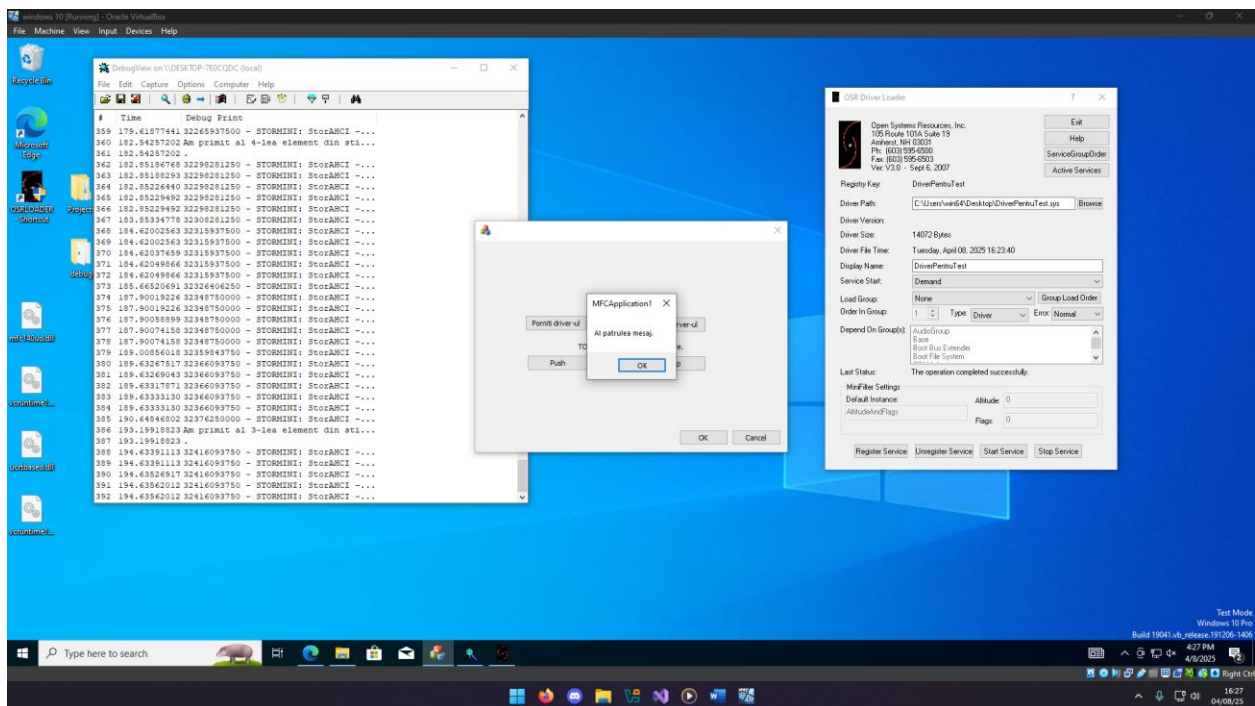 windows 10 [Running] - Oracle VirtualBox
File Machine View Input Devices Help
Recycle Bin
Microsoft
Edge
OSRLOADER
- Shortcut
Project
debug
mfc140ud.dll
ucrtbased.dll
DebugView on \\DESKTOP-7E0CQDC (local)
File Edit Capture Options Computer Help
# Time Debug Print
359 179.61877441 32265937500 - STORMINI: StorAHCI -...
360 182.54257202 Am primit al 4-lea element din sti...
361 182.54257202 .
362 182.85186768 32298281250 - STORMINI: StorAHCI -...
363 182.85188293 32298281250 - STORMINI: StorAHCI -...
364 182.85226440 32298281250 - STORMINI: StorAHCI -...
365 182.85229492 32298281250 - STORMINI: StorAHCI -...
366 182.85229492 32298281250 - STORMINI: StorAHCI -...
367 183.85334778 32308281250 - STORMINI: StorAHCI -...
368 184.62002563 32315937500 - STORMINI: StorAHCI -...
369 184.62002563 32315937500 - STORMINI: StorAHCI -...
370 184.62037659 32315937500 - STORMINI: StorAHCI -...
371 184.62049866 32315937500 - STORMINI: StorAHCI -...
372 184.62049866 32315937500 - STORMINI: StorAHCI -...
373 185.66520691 32326406250 - STORMINI: StorAHCI -...
374 187.90019226 32348750000 - STORMINI: StorAHCI -...
375 187.90019226 32348750000 - STORMINI: StorAHCI -...
376 187.90058899 32348750000 - STORMINI: StorAHCI -...
377 187.90074158 32348750000 - STORMINI: StorAHCI -...
378 187.90074158 32348750000 - STORMINI: StorAHCI -...
379 189.00856018 32359843750 - STORMINI: StorAHCI -...
380 189.63267517 32366093750 - STORMINI: StorAHCI -...
381 189.63269043 32366093750 - STORMINI: StorAHCI -...
382 189.63317871 32366093750 - STORMINI: StorAHCI -...
383 189.63333130 32366093750 - STORMINI: StorAHCI -...
384 189.63333130 32366093750 - STORMINI: StorAHCI -...
385 190.64846802 32376250000 - STORMINI: StorAHCI -...
386 193.19918823 Am primit al 3-lea element din sti...
387 193.19918823 .
388 194.63391113 32416093750 - STORMINI: StorAHCI -...
389 194.63391113 32416093750 - STORMINI: StorAHCI -...
390 194.63526917 32416093750 - STORMINI: StorAHCI -...
391 194.63562012 32416093750 - STORMINI: StorAHCI -...
392 194.63562012 32416093750 - STORMINI: StorAHCI -...
Porniti driver-ul
rver-ul
TO
e.
Push
p
OK Cancel
MFCApplication1
Al patrulea mesaj.
OK
OSR Driver Loader
Open Systems Resources, Inc.
105 Route 101A Suite 19
Amherst, NH 03031
Ph: (603) 595-6500
Fax: (603) 595-6503
Ver: V3.0 - Sept 6, 2007
Exit
Help
ServiceGroupOrder
Active Services
Registry Key: DriverPentruTest
Driver Path: C:\Users\win64\Desktop\DriverPentruTest.sys Browse
Driver Version:
Driver Size: 14072 Bytes
Driver File Time: Tuesday, April 08, 2025 16:23:40
Display Name: DriverPentruTest
Service Start: Demand
Load Group: None Group Load Order
Order In Group: 1 Type: Driver Error: Normal
Depend On Group(s): AudioGroup
Base
Boot Bus Extender
Boot File System
Last Status: The operation completed successfully.
MiniFilter Settings
Default Instance: Altitude: 0
AltitudeAndFlags Flags: 0
Register Service Unregister Service Start Service Stop Service
Test Mode
Windows 10 Pro
Build 19041.vb_release.191206-1406
Type here to search
4:27 PM
4/8/2025
2
Right Ctrl
16:27
04/08/25